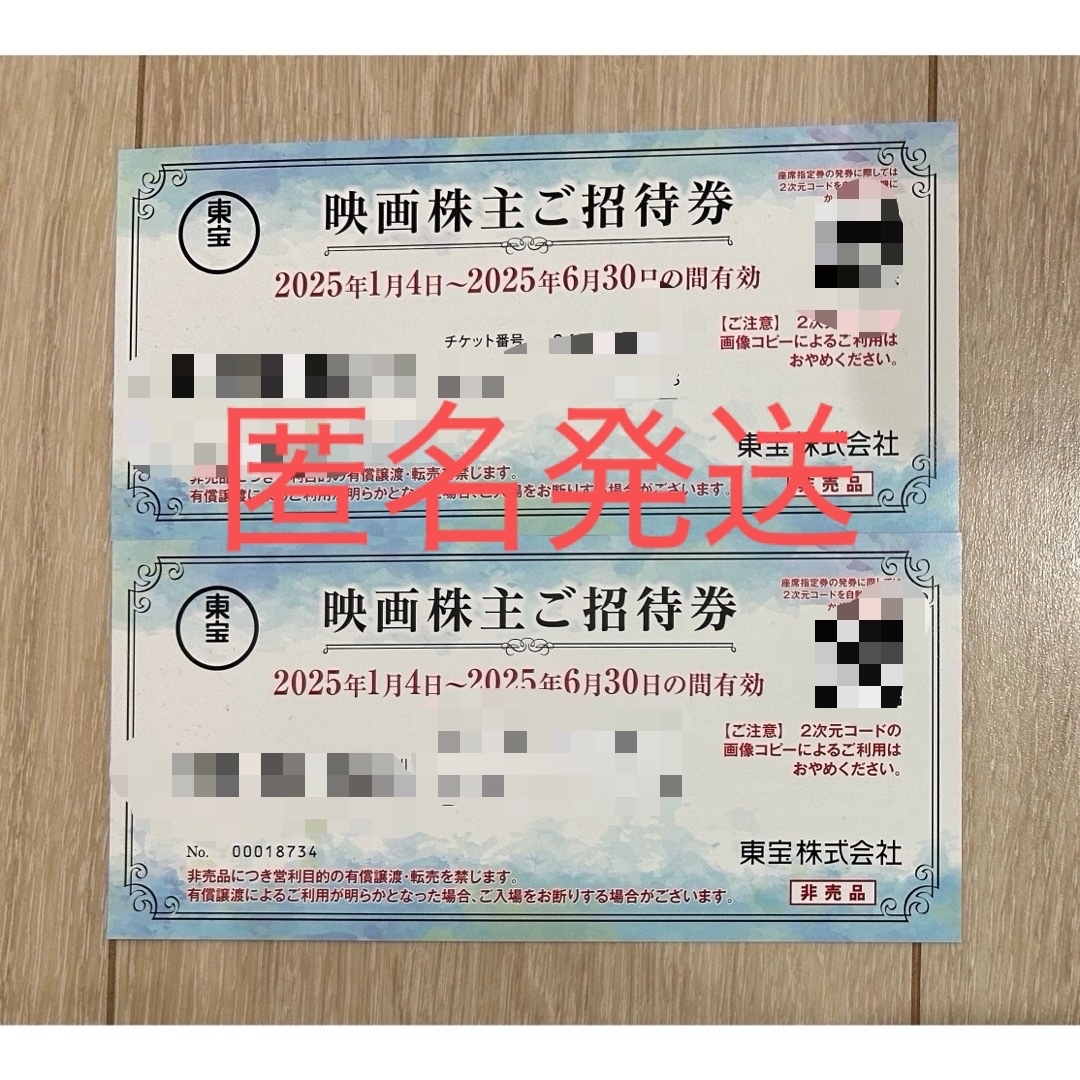 東宝
映画株主ご招待券
座席指定券の発券に際しては
2次元コードを
か
2025年1月4日～2025年6月30日の間有効
チケット番号
【ご注意】 2次
画像コピーによるご利用は
おやめください。
匿名発送
東宝株式会社
非売品につき営利目的の有償譲渡・転売を禁じます。
有償譲渡によるご利用が明らかとなった場合、ご入場をお断りする場合がございます。
非売品
東宝
映画株主ご招待券
座席指定券の発券に際しては
2次元コードを自動
か
2025年1月4日～2025年6月30日の間有効
【ご注意】 2次元コードの
画像コピーによるご利用は
おやめください。
No. 00018734
東宝株式会社
非売品につき営利目的の有償譲渡・転売を禁じます。
有償譲渡によるご利用が明らかとなった場合、ご入場をお断りする場合がございます。
非売品